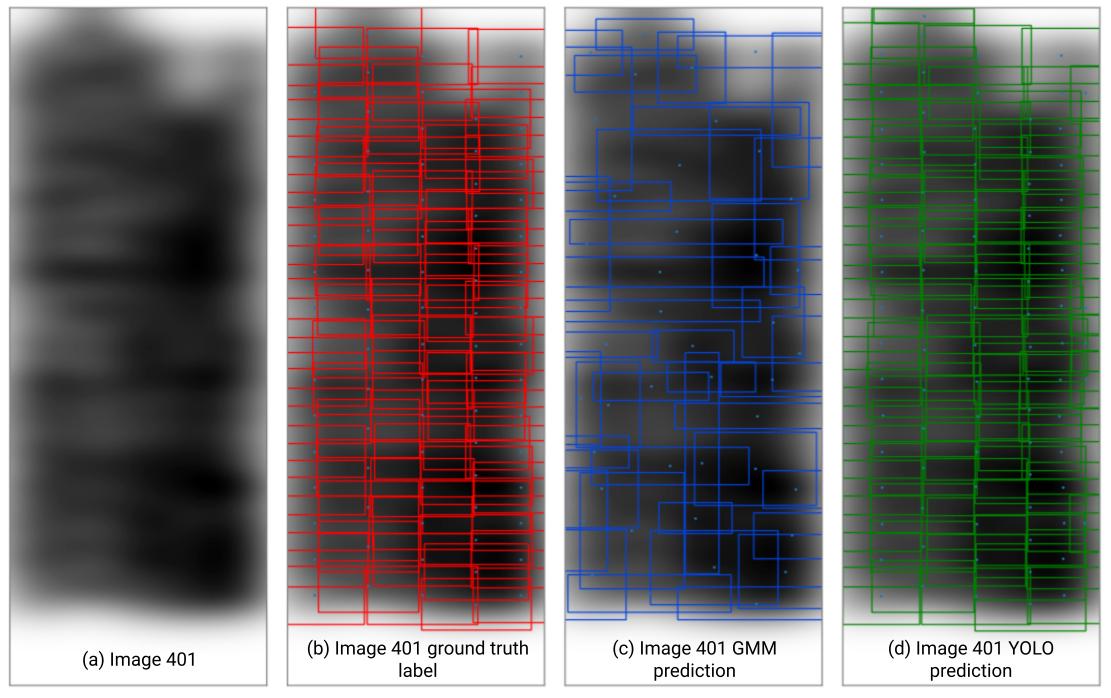 (a) Image 401
(b) Image 401 ground truth
label
(c) Image 401 GMM
prediction
(d) Image 401 YOLO
prediction